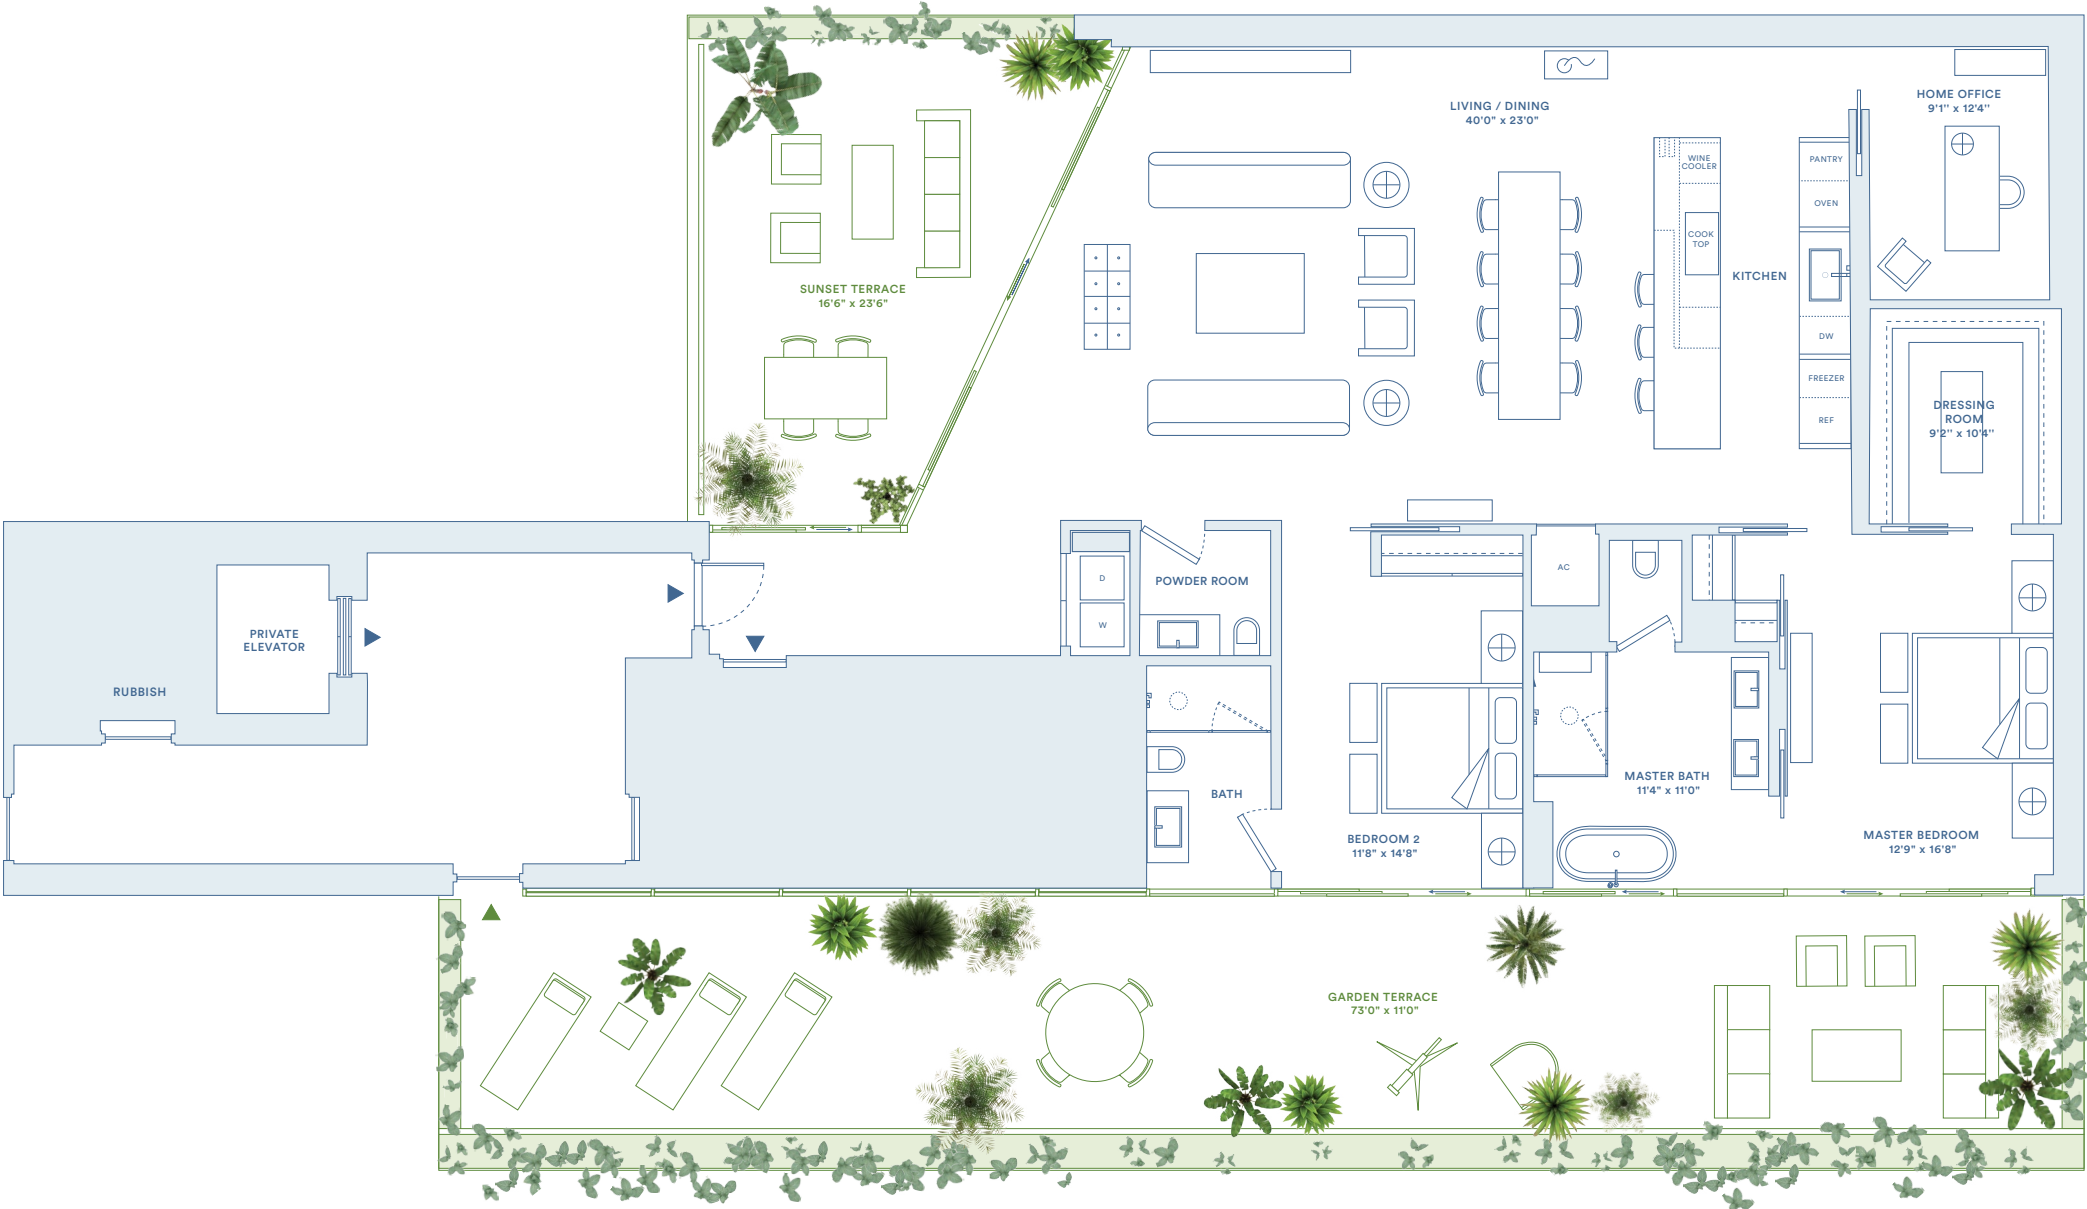 LIVING / DINING
40'0" x 23'0"
HOME OFFICE
9'1'' x 12'4''
WINE
COOLER
PANTRY
OVEN
COOK
TOP
KITCHEN
SUNSET TERRACE
16'6" x 23'6"
DW
FREEZER
REF
DRESSING
ROOM
9'2'' x 10'4''
PRIVATE
ELEVATOR
RUBBISH
D
W
POWDER ROOM
AC
BATH
BEDROOM 2
11'8" x 14'8"
MASTER BATH
11'4" x 11'0"
MASTER BEDROOM
12'9" x 16'8"
GARDEN TERRACE
73'0" x 11'0"